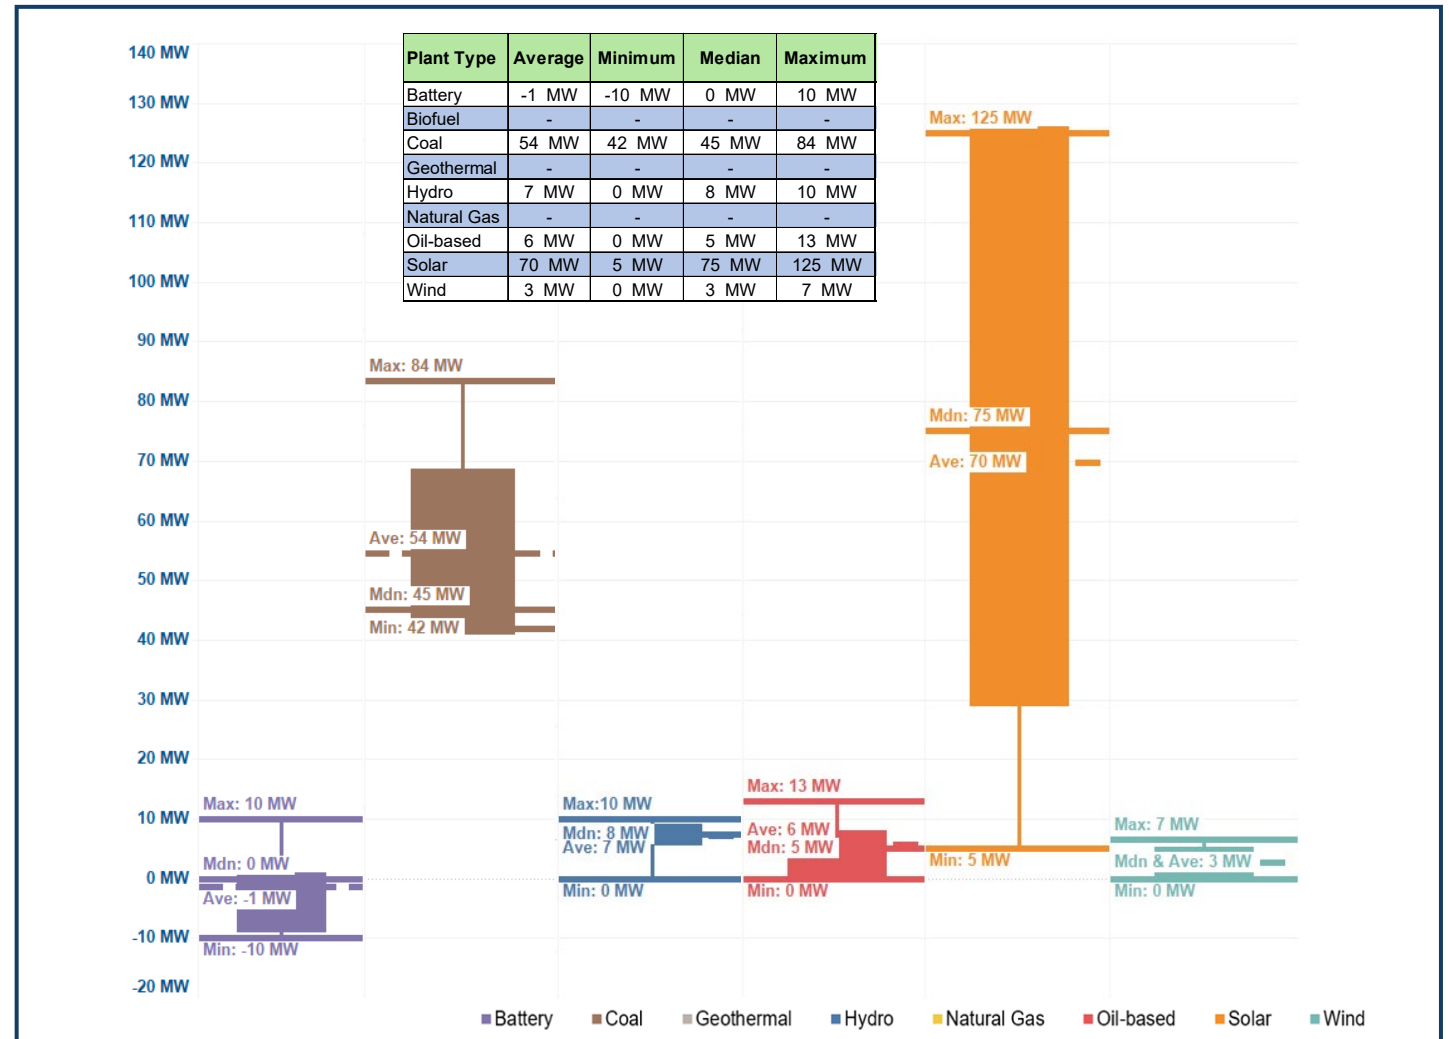 140 MW
130 MW
120 MW
110 MW
100 MW
90 MW
80 MW
70 MW
60 MW
50 MW
40 MW
30 MW
20 MW
10 MW
0 MW
-10 MW
-20 MW
Plant Type Average Minimum Median Maximum
Battery -1 MW -10 MW 0 MW 10 MW
Biofuel - - - -
Coal 54 MW 42 MW 45 MW 84 MW
Geothermal - - - -
Hydro 7 MW 0 MW 8 MW 10 MW
Natural Gas - - - -
Oil-based 6 MW 0 MW 5 MW 13 MW
Solar 70 MW 5 MW 75 MW 125 MW
Wind 3 MW 0 MW 3 MW 7 MW
Max: 10 MW
Mdn: 0 MW
Ave: -1 MW
Min: -10 MW
Max: 84 MW
Ave: 54 MW
Mdn: 45 MW
Min: 42 MW
Max:10 MW
Mdn: 8 MW
Ave: 7 MW
Min: 0 MW
Max: 13 MW
Ave: 6 MW
Mdn: 5 MW
Min: 0 MW
Max: 125 MW
Mdn: 75 MW
Ave: 70 MW
Min: 5 MW
Max: 7 MW
Mdn & Ave: 3 MW
Min: 0 MW
Battery Coal Geothermal Hydro Natural Gas Oil-based Solar Wind